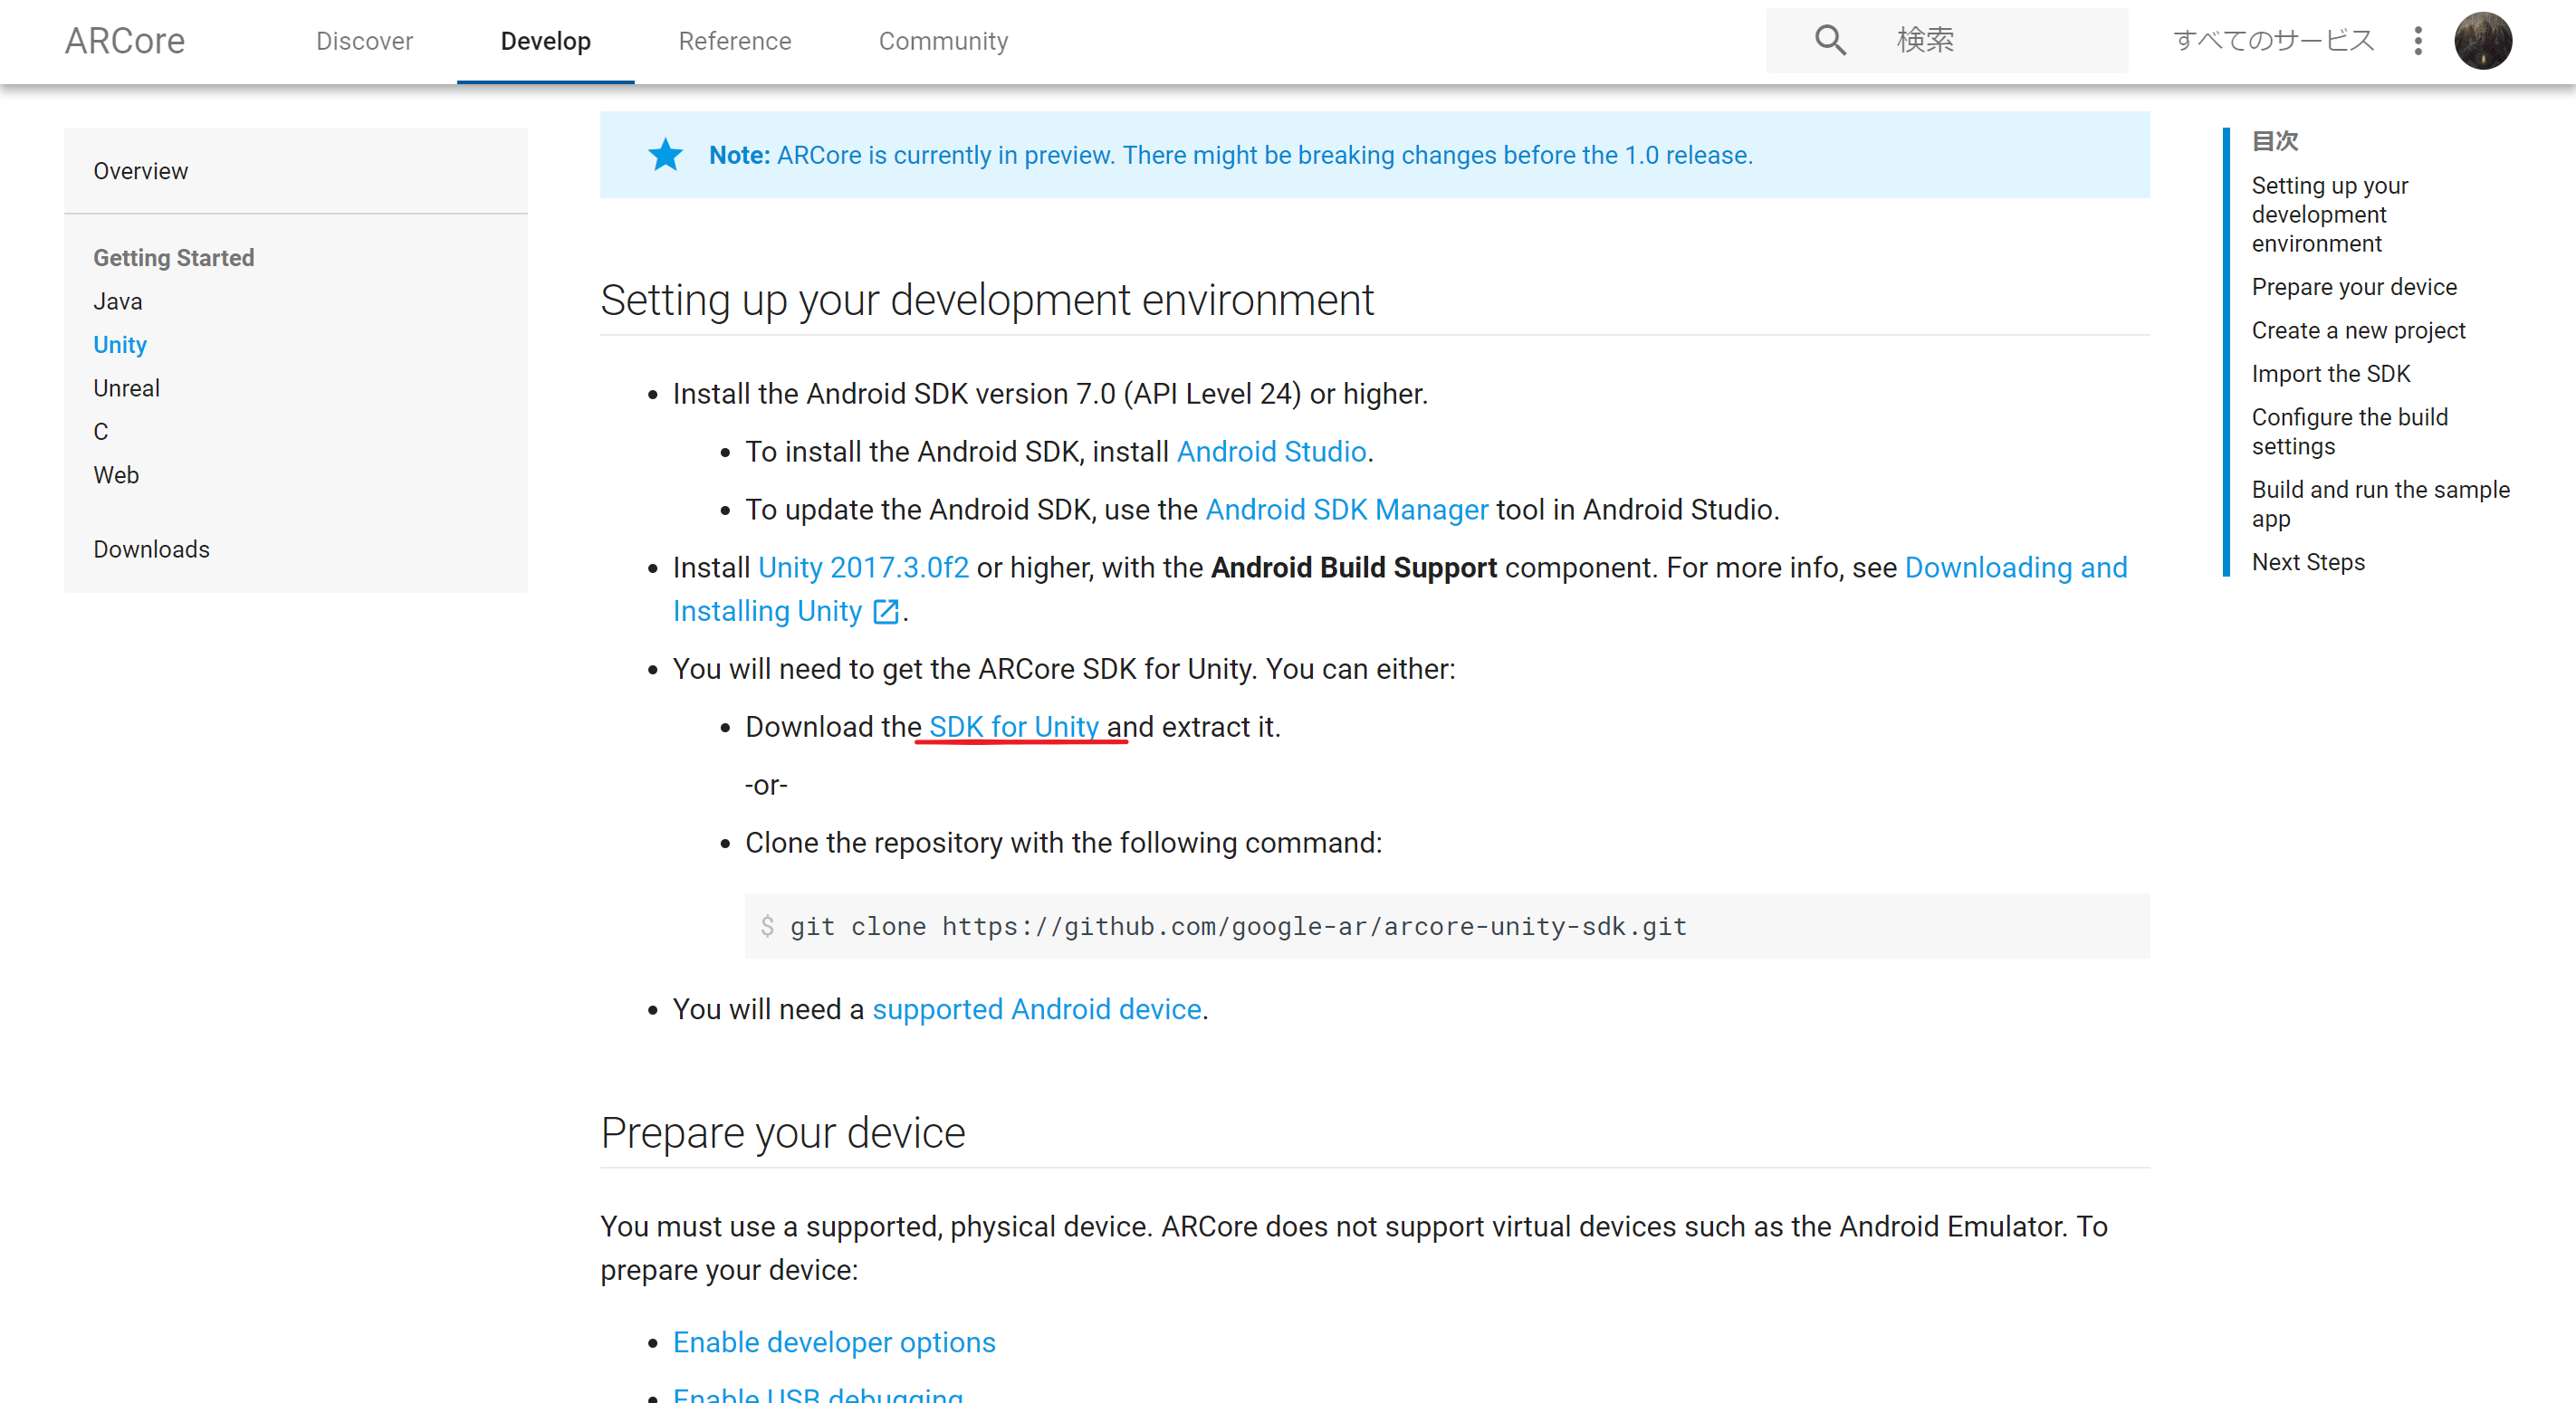 ARCore
Discover
Develop
Reference
Community
検索
すべてのサービス
Overview
Getting Started
Java
Unity
Unreal
C
Web
Downloads
Note: ARCore is currently in preview. There might be breaking changes before the 1.0 release.
Setting up your development environment
Install the Android SDK version 7.0 (API Level 24) or higher.
To install the Android SDK, install Android Studio.
To update the Android SDK, use the Android SDK Manager tool in Android Studio.
Install Unity 2017.3.0f2 or higher, with the Android Build Support component. For more info, see Downloading and
Installing Unity.
You will need to get the ARCore SDK for Unity. You can either:
Download the SDK for Unity and extract it.
-or-
Clone the repository with the following command:
$ git clone https://github.com/google-ar/arcore-unity-sdk.git
You will need a supported Android device.
Prepare your device
You must use a supported, physical device. ARCore does not support virtual devices such as the Android Emulator. To
prepare your device:
Enable developer options
Enable USB debugging
目次
Setting up your
development
environment
Prepare your device
Create a new project
Import the SDK
Configure the build
settings
Build and run the sample
app
Next Steps